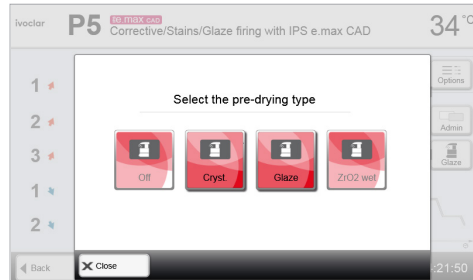 ivoclar
P5
e.max CAD
Corrective/Stains/Glaze firing with IPS e.max CAD
34°C
Options
1
2
Admin
3
Glaze
1
2
Select the pre-drying type
Off
Cryst.
Glaze
ZrO2 wet
Back
Close
:21:50